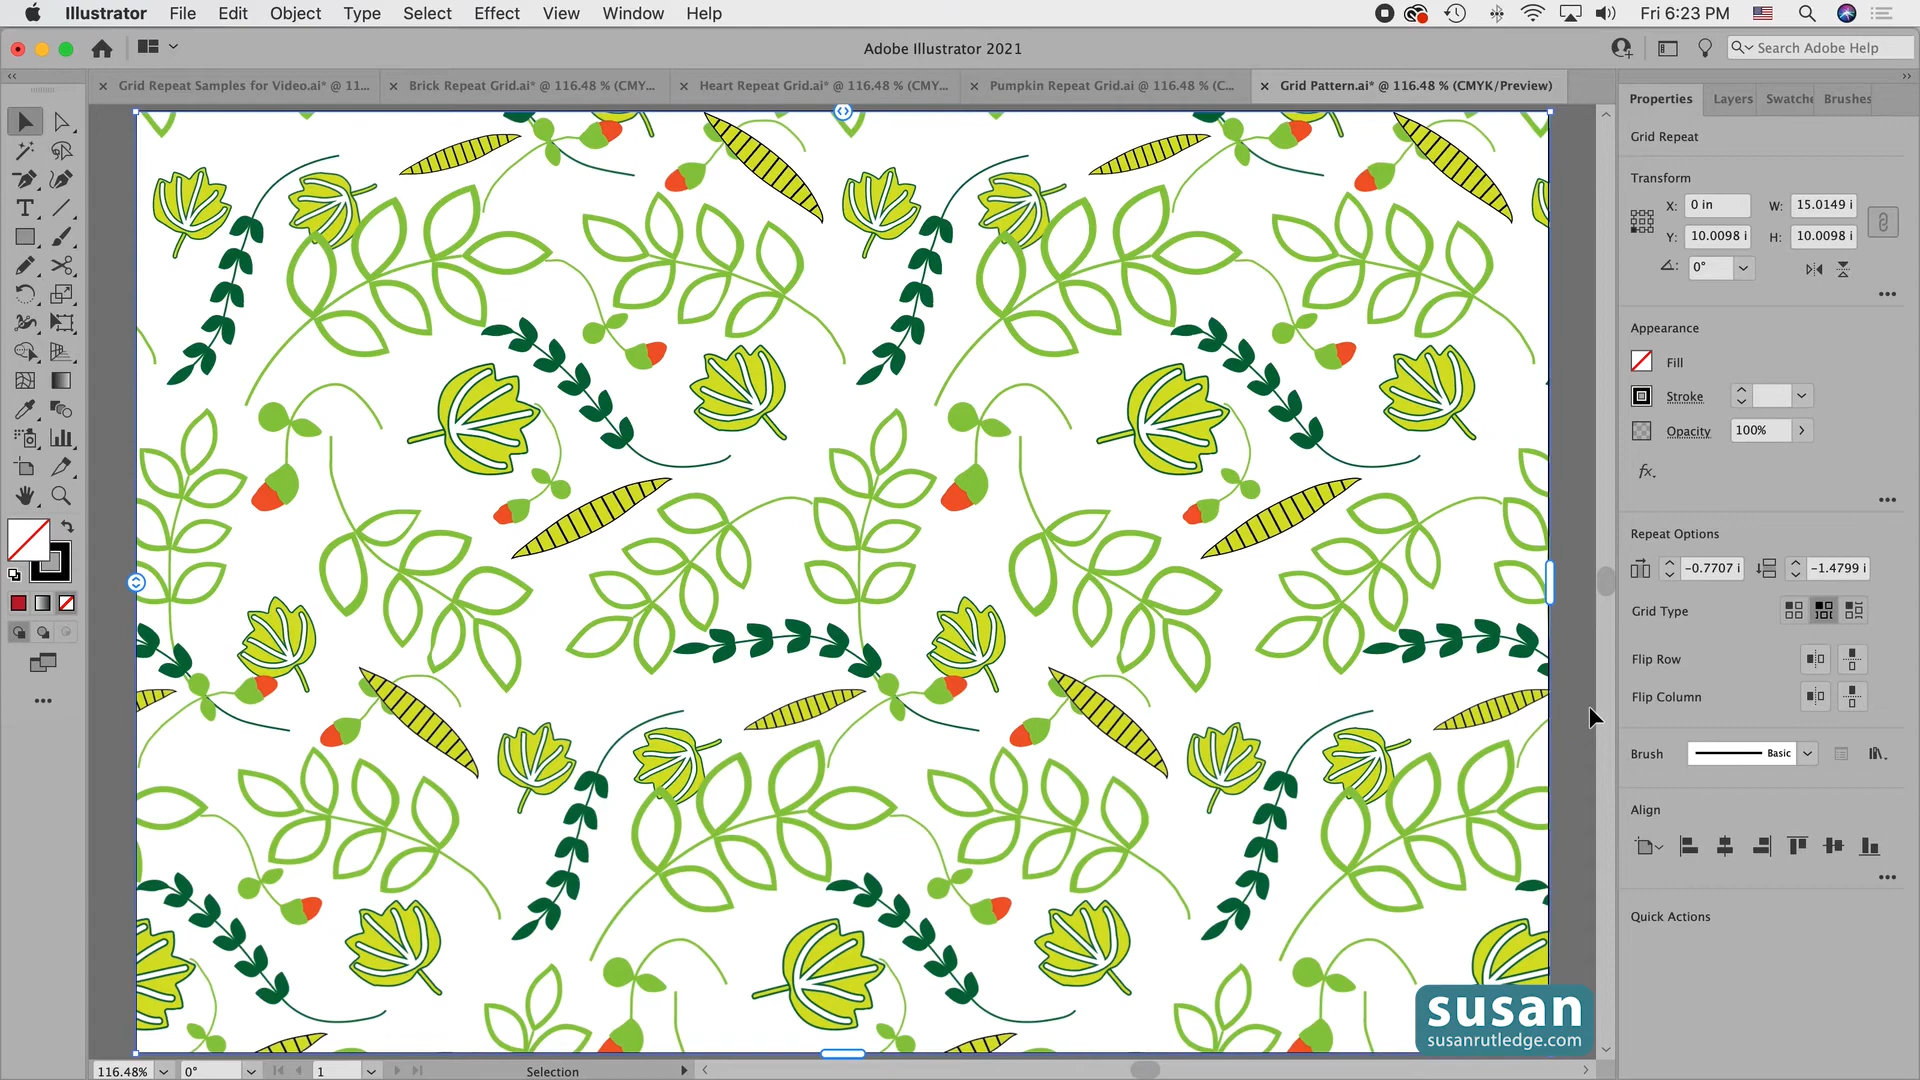 Illustrator File Edit Object Type Select Effect View Window Help Fri 6:23 PM
Adobe Illustrator 2021 Search Adobe Help
Grid Repeat Samples for Video.ai* @ 11... Brick Repeat Grid.ai* @ 116.48 % (CMY... Heart Repeat Grid.ai* @ 116.48 % (CMY... Pumpkin Repeat Grid.ai @ 116.48 % (C... Grid Pattern.ai* @ 116.48 % (CMYK/Preview)
Properties Layers Swatche Brushes
Grid Repeat
Transform
X: 0 in W: 15.0149 i
Y: 10.0098 i H: 10.0098 i
0°
Appearance
Fill
Stroke
Opacity 100%
fx.
Repeat Options
-0.7707 i -1.4799 i
Grid Type
Flip Row
Flip Column
Brush Basic
Align
Quick Actions
susan
susanrutledge.com
116.48% 0° 1 Selection